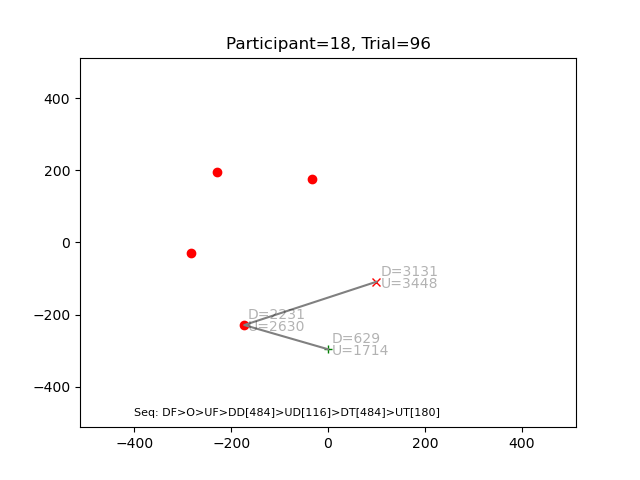 Participant=18, Trial=96
400
200
0
−200
−400
D=3131
U=3448
D=2231
U=2630
D=629
U=1714
Seq: DF>O>UF>DD[484]>UD[116]>DT[484]>UT[180]
−400 −200 0 200 400